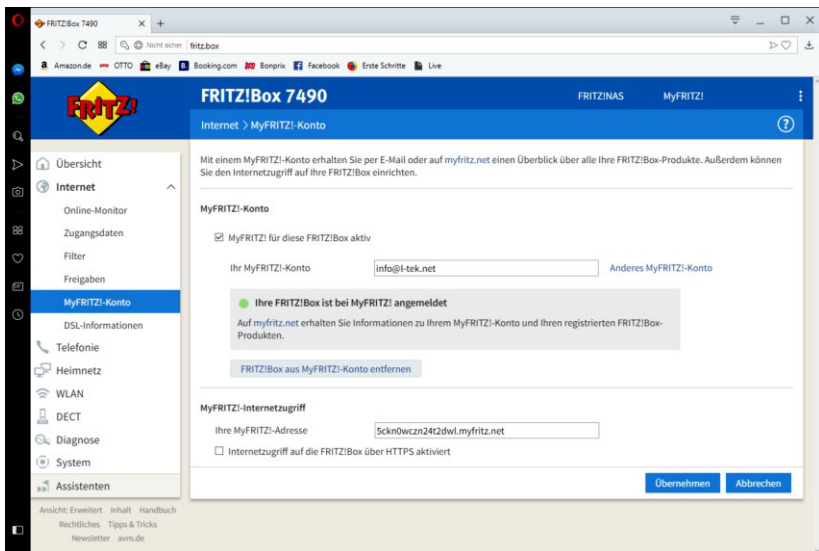 FRITZ!Box 7490
Nicht sicher fritz.box
Amazon.de OTTO eBay Booking.com Bonprix Facebook Erste Schritte Live
FRITZ!
FRITZ!Box 7490 FRITZ!NAS MyFRITZ!
Internet > MyFRITZ!-Konto
Übersicht
Internet
Online-Monitor
Zugangsdaten
Filter
Freigaben
MyFRITZ!-Konto
DSL-Informationen
Telefonie
Heimnetz
WLAN
DECT
Diagnose
System
Assistenten
Ansicht: Erweitert Inhalt Handbuch
Rechtliches Tipps & Tricks
Newsletter avm.de
Mit einem MyFRITZ!-Konto erhalten Sie per E-Mail oder auf myfritz.net einen Überblick über alle Ihre FRITZ!Box-Produkte. Außerdem können
Sie den Internetzugriff auf Ihre FRITZ!Box einrichten.
MyFRITZ!-Konto
MyFRITZ! für diese FRITZ!Box aktiv
Ihr MyFRITZ!-Konto info@l-tek.net Anderes MyFRITZ!-Konto
Ihre FRITZ!Box ist bei MyFRITZ! angemeldet
Auf myfritz.net erhalten Sie Informationen zu Ihrem MyFRITZ!-Konto und Ihren registrierten FRITZ!Box-
Produkten.
FRITZ!Box aus MyFRITZ!-Konto entfernen
MyFRITZ!-Internetzugriff
Ihre MyFRITZ!-Adresse 5ckn0wczn24t2dwl.myfritz.net
Internetzugriff auf die FRITZ!Box über HTTPS aktiviert
Übernehmen Abbrechen